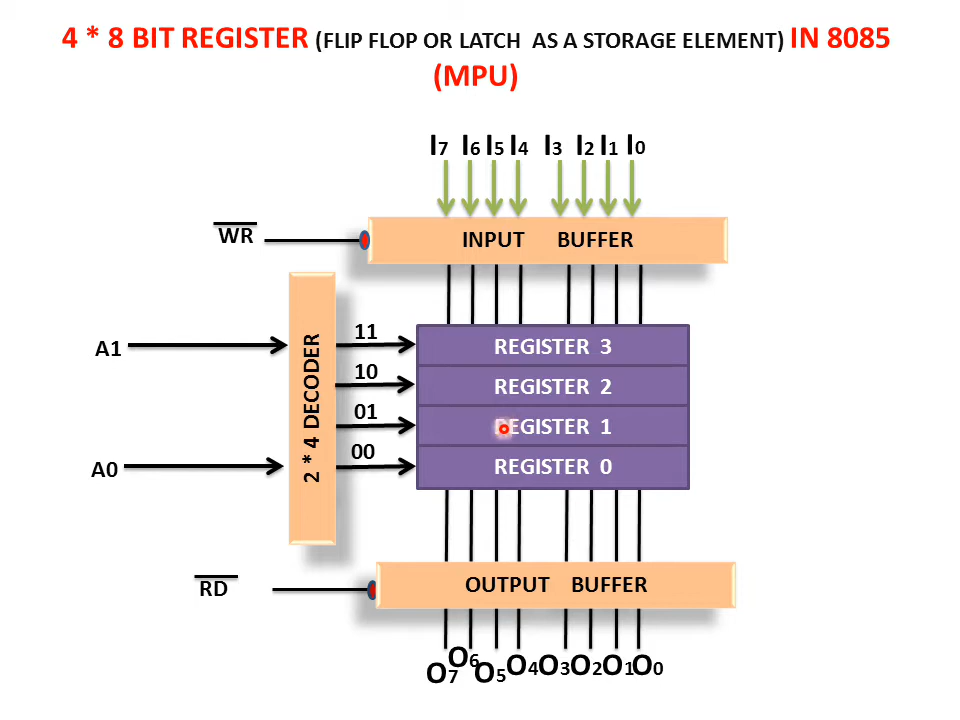 4 * 8 BIT REGISTER (FLIP FLOP OR LATCH AS A STORAGE ELEMENT) IN 8085
(MPU)
I7 I6 I5 I4 I3 I2 I1 I0
WR
INPUT BUFFER
2 * 4 DECODER
A1
11
REGISTER 3
10
REGISTER 2
01
REGISTER 1
00
REGISTER 0
A0
RD
OUTPUT BUFFER
O7 O6 O5 O4 O3 O2 O1 O0